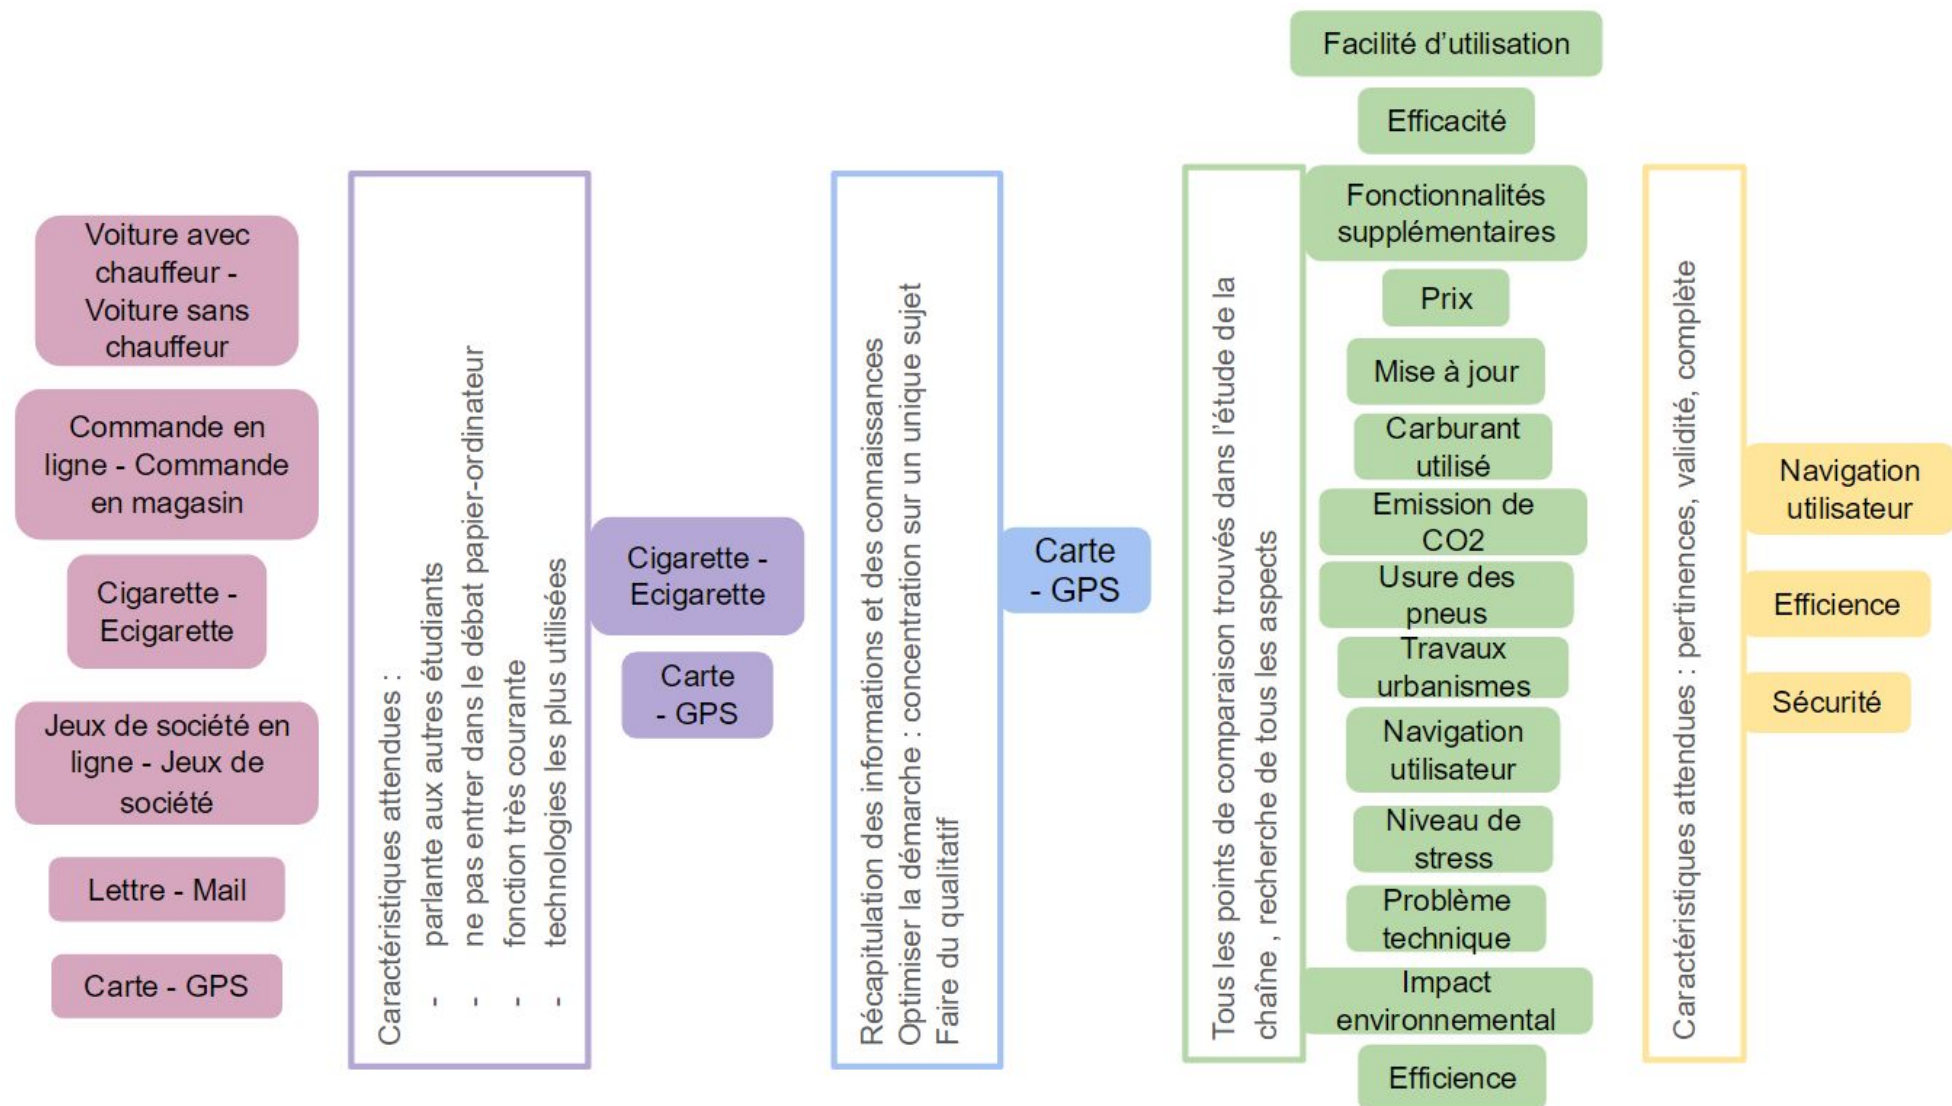 Voiture avec
chauffeur -
Voiture sans
chauffeur
Commande en
ligne - Commande
en magasin
Cigarette -
Ecigarette
Jeux de société en
ligne - Jeux de
société
Lettre - Mail
Carte - GPS
Caractéristiques attendues :
- parlante aux autres étudiants
- ne pas entrer dans le débat papier-ordinateur
- fonction très courante
- technologies les plus utilisées
Cigarette -
Ecigarette
Carte
- GPS
Récapitulation des informations et des connaissances
Optimiser la démarche : concentration sur un unique sujet
Faire du qualitatif
Carte
- GPS
Tous les points de comparaison trouvés dans l'étude de la
chaîne , recherche de tous les aspects
Facilité d'utilisation
Efficacité
Fonctionnalités
supplémentaires
Prix
Mise à jour
Carburant
utilisé
Emission de
CO2
Usure des
pneus
Travaux
urbanismes
Navigation
utilisateur
Niveau de
stress
Problème
technique
Impact
environnemental
Efficience
Caractéristiques attendues : pertinences, validité, complète
Navigation
utilisateur
Efficience
Sécurité